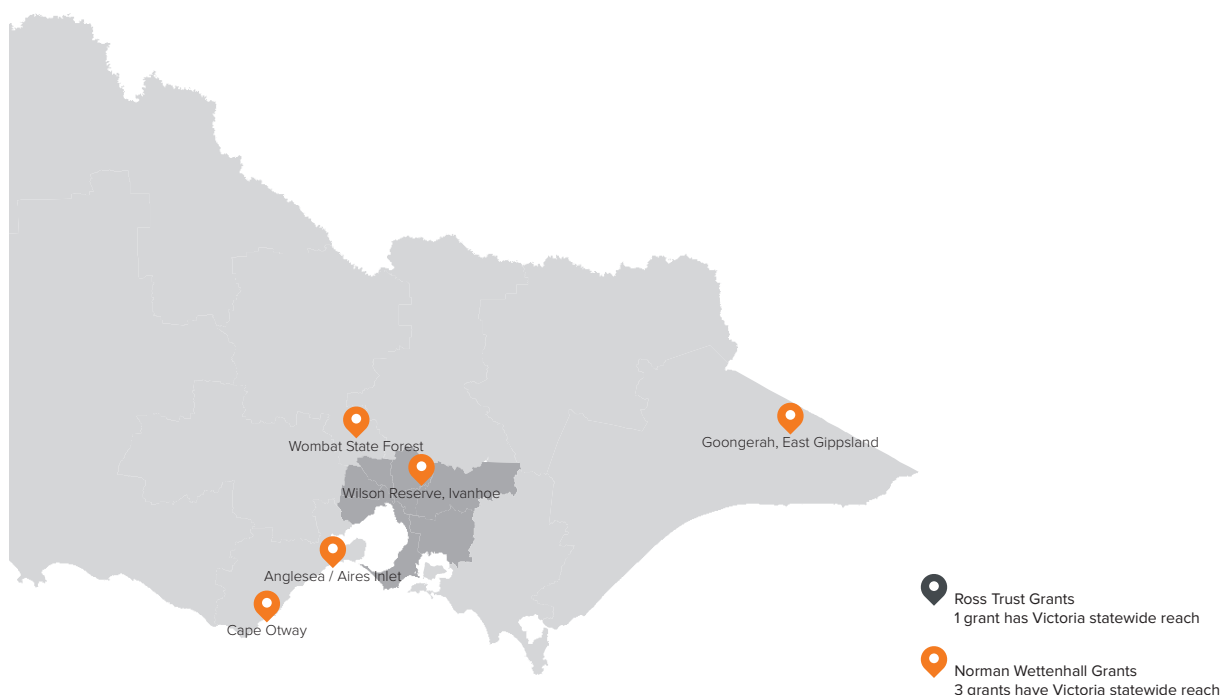 Goongerah, East Gippsland
Wombat State Forest
Wilson Reserve, Ivanhoe
Anglesea / Aires Inlet
Cape Otway
Ross Trust Grants
1 grant has Victoria statewide reach
Norman Wettenhall Grants
3 grants have Victoria statewide reach